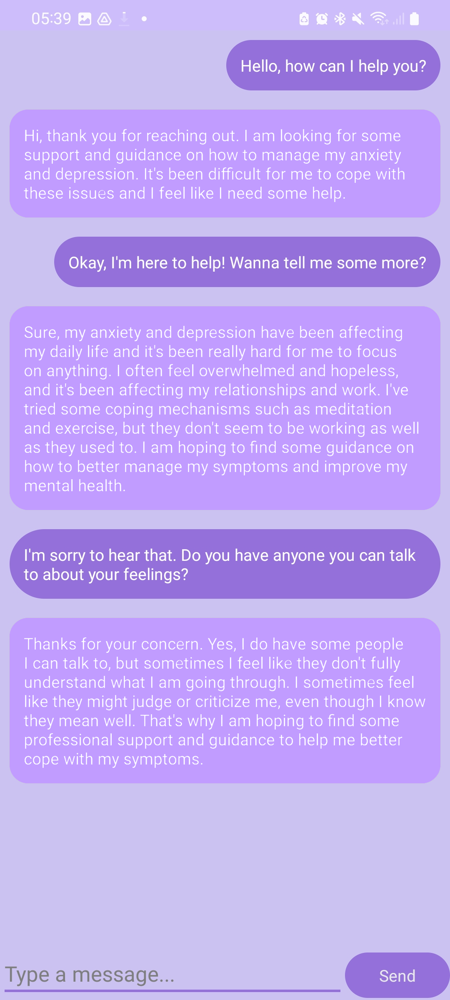 05:39
Hello, how can I help you?
Hi, thank you for reaching out. I am looking for some
support and guidance on how to manage my anxiety
and depression. It's been difficult for me to cope with
these issues and I feel like I need some help.
Okay, I'm here to help! Wanna tell me some more?
Sure, my anxiety and depression have been affecting
my daily life and it's been really hard for me to focus
on anything. I often feel overwhelmed and hopeless,
and it's been affecting my relationships and work. I've
tried some coping mechanisms such as meditation
and exercise, but they don't seem to be working as well
as they used to. I am hoping to find some guidance on
how to better manage my symptoms and improve my
mental health.
I'm sorry to hear that. Do you have anyone you can talk
to about your feelings?
Thanks for your concern. Yes, I do have some people
I can talk to, but sometimes I feel like they don't fully
understand what I am going through. I sometimes feel
like they might judge or criticize me, even though I know
they mean well. That's why I am hoping to find some
professional support and guidance to help me better
cope with my symptoms.
Type a message...
Send